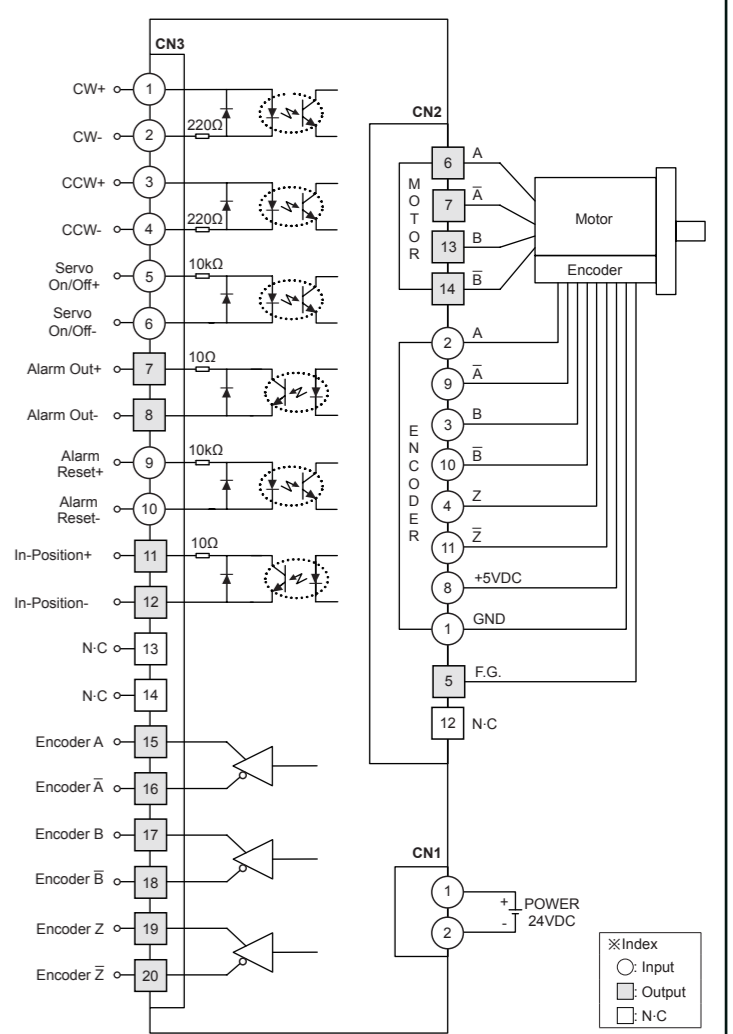 CN3
CW+ 1
CW- 2 220Ω
CCW+ 3
CCW- 4 220Ω
Servo
On/Off+ 5 10kΩ
Servo
On/Off- 6
Alarm Out+ 7 10Ω
Alarm Out- 8
Alarm
Reset+ 9 10kΩ
Alarm
Reset- 10
In-Position+ 11 10Ω
In-Position- 12
N·C 13
N·C 14
Encoder A 15
Encoder A̅ 16
Encoder B 17
Encoder B̅ 18
Encoder Z 19
Encoder Z̅ 20
CN2
MOTOR
6 A
7 A̅
13 B
14 B̅
Motor
Encoder
ENCODER
2 A
9 A̅
3 B
10 B̅
4 Z
11 Z̅
8 +5VDC
1 GND
5 F.G.
12 N·C
CN1
1 + POWER
2 - 24VDC
※Index
: Input
: Output
: N·C